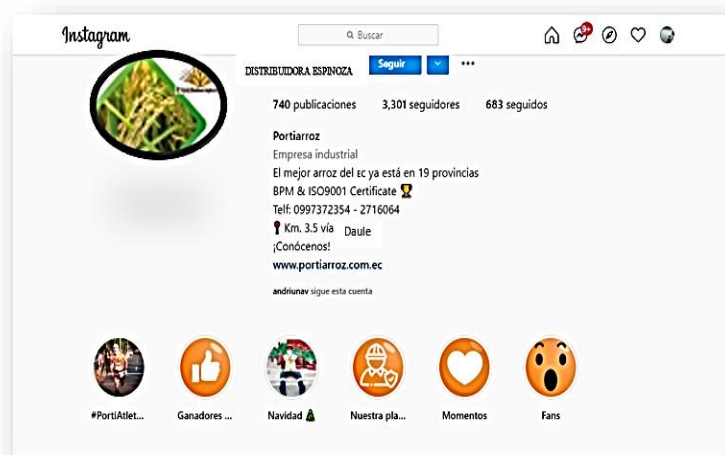 Instagram
Buscar
9+
DISTRIBUIDORA ESPINOZA
Seguir
740 publicaciones 3,301 seguidores 683 seguidos
Portiarroz
Empresa industrial
El mejor arroz del EC ya está en 19 provincias
BPM & ISO9001 Certificate 🏆
Telf: 0997372354 - 2716064
📍 Km. 3.5 vía Daule
¡Conócenos!
www.portiarroz.com.ec
andriunav sigue esta cuenta
#PortiAtlet... Ganadores ... Navidad 🎄 Nuestra pla... Momentos Fans